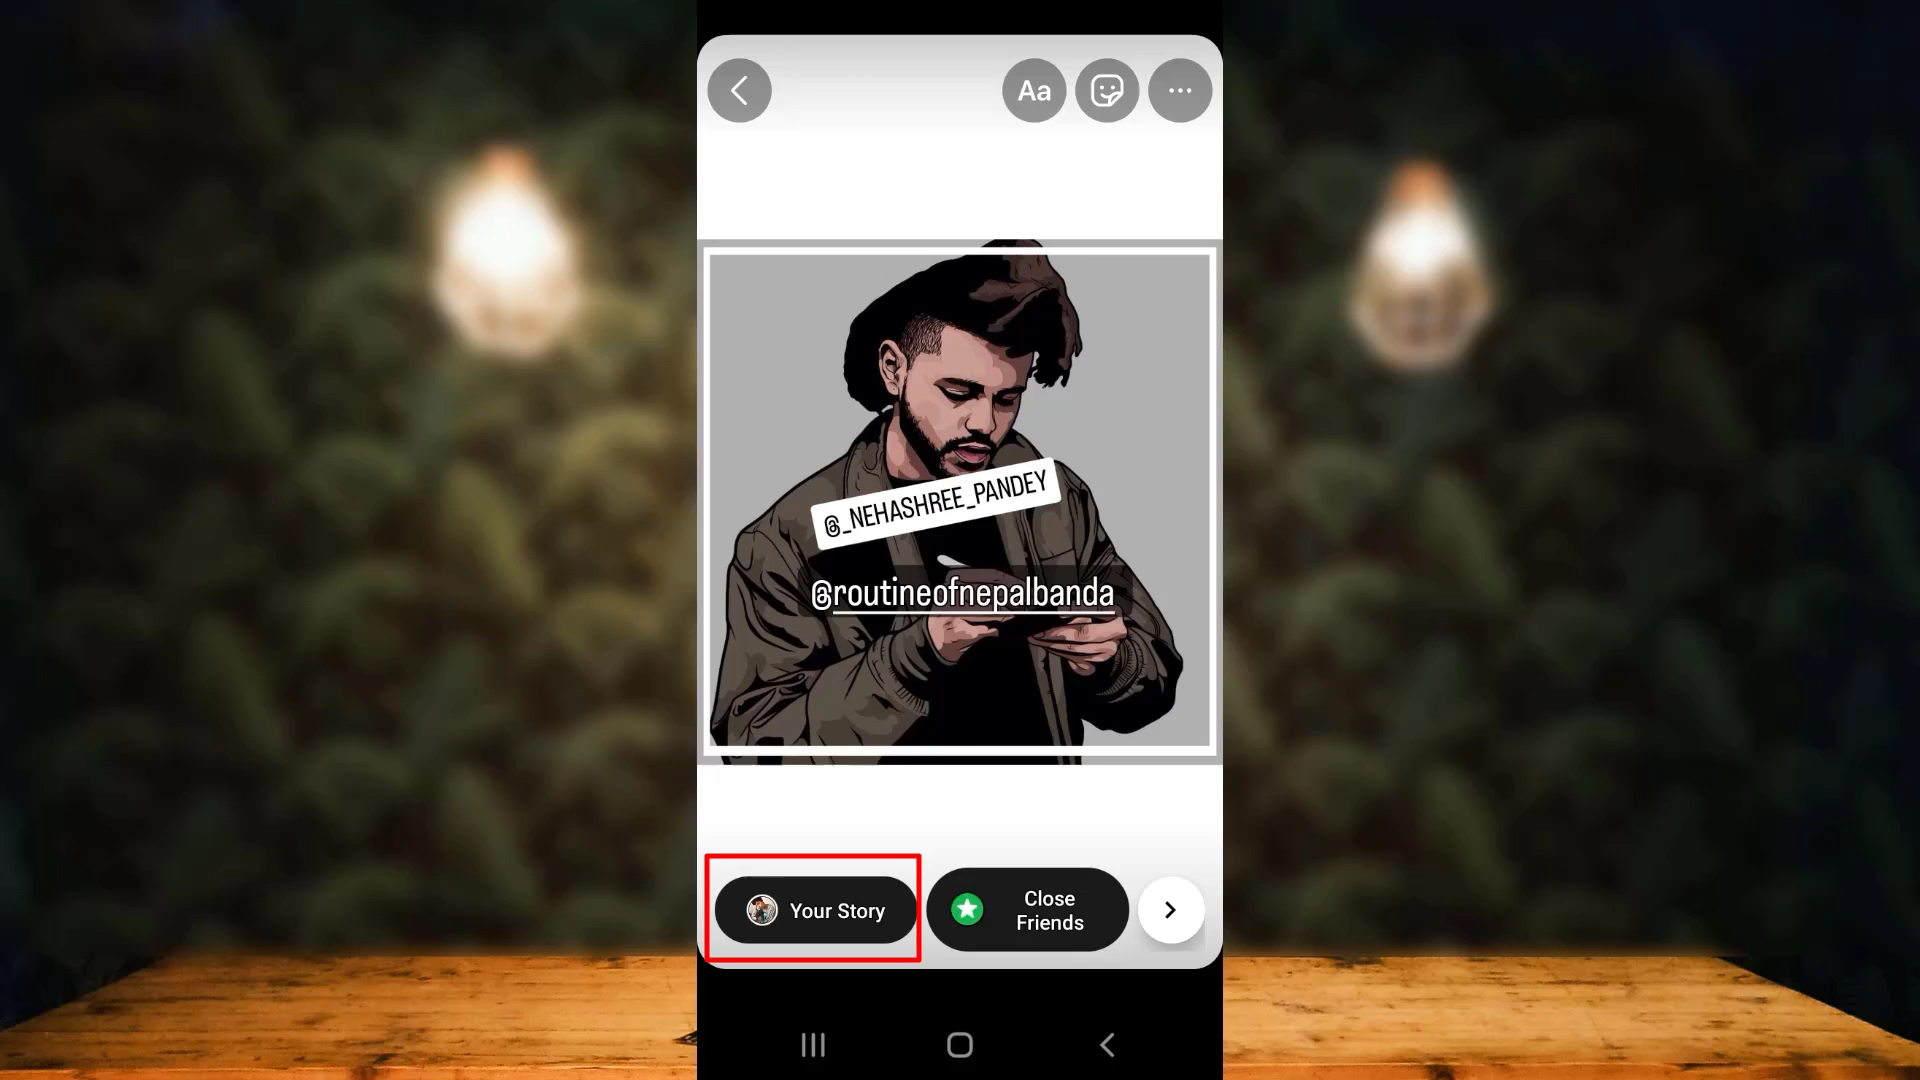 Aa
@_NEHASHREE_PANDEY
@routineofnepalbanda
Your Story
Close
Friends